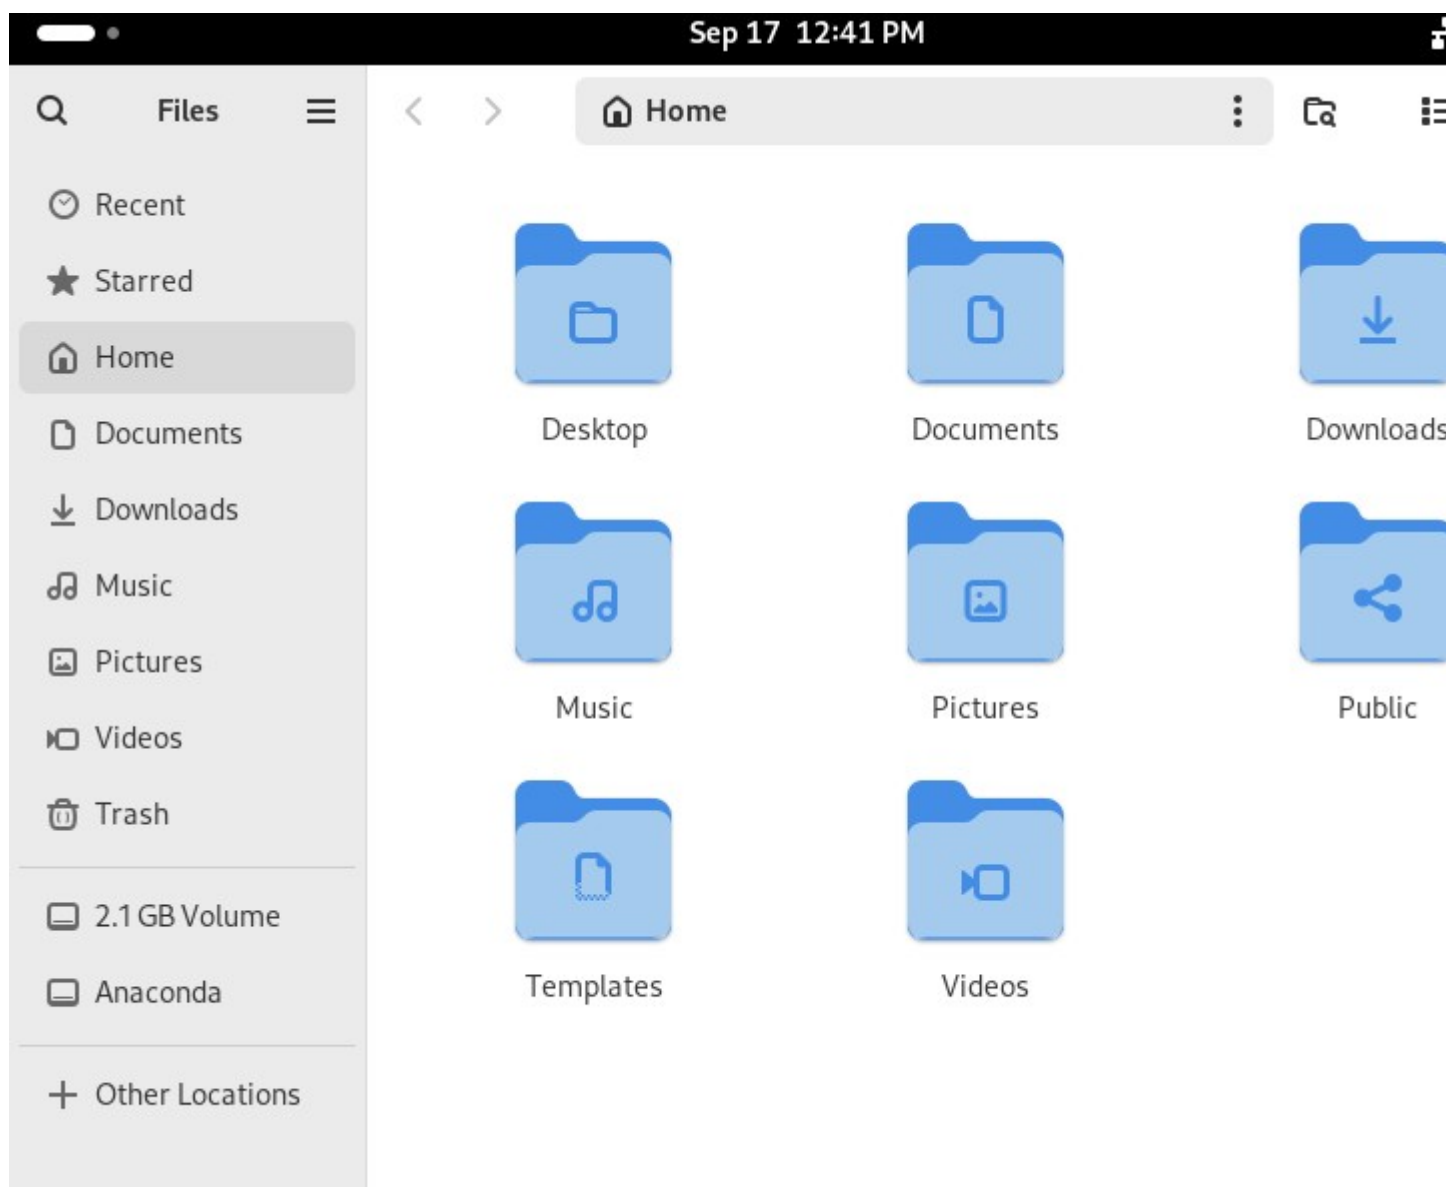 Sep 17 12:41 PM
Files
Home
Recent
Starred
Home
Documents
Downloads
Music
Pictures
Videos
Trash
2.1 GB Volume
Anaconda
Other Locations
Desktop
Documents
Downloads
Music
Pictures
Public
Templates
Videos